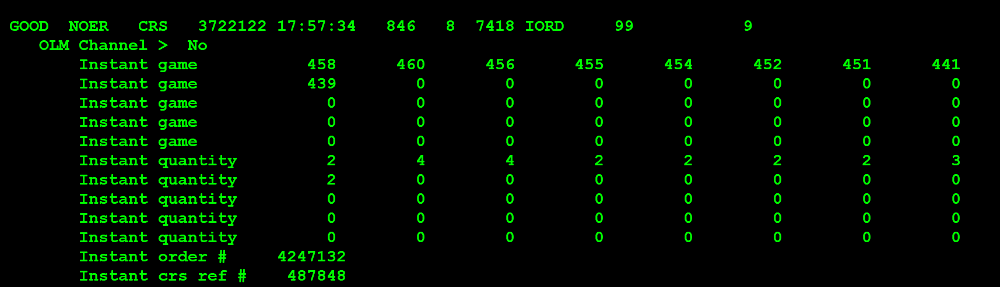 GOOD  NOER   CRS   3722122 17:57:34   846   8  7418 IORD     99           9
   OLM Channel >  No
       Instant game           458      460      456      455      454      452      451      441
       Instant game           439        0        0        0        0        0        0        0
       Instant game             0        0        0        0        0        0        0        0
       Instant game             0        0        0        0        0        0        0        0
       Instant game             0        0        0        0        0        0        0        0
       Instant quantity         2        4        4        2        2        2        2        3
       Instant quantity         2        0        0        0        0        0        0        0
       Instant quantity         0        0        0        0        0        0        0        0
       Instant quantity         0        0        0        0        0        0        0        0
       Instant quantity         0        0        0        0        0        0        0        0
       Instant order #     4247132
       Instant crs ref #    487848